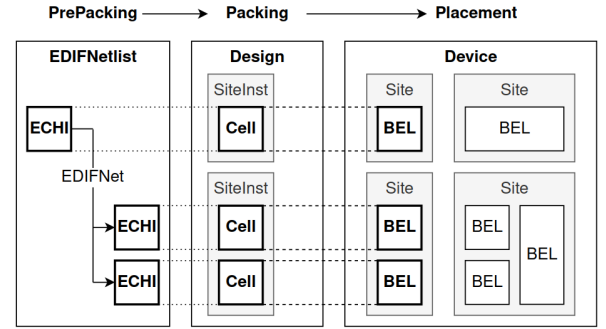 PrePacking Packing Placement
EDIFNetlist Design Device
SiteInst Site Site
ECHI Cell BEL BEL
EDIFNet
SiteInst Site Site
ECHI Cell BEL BEL
BEL
ECHI Cell BEL BEL